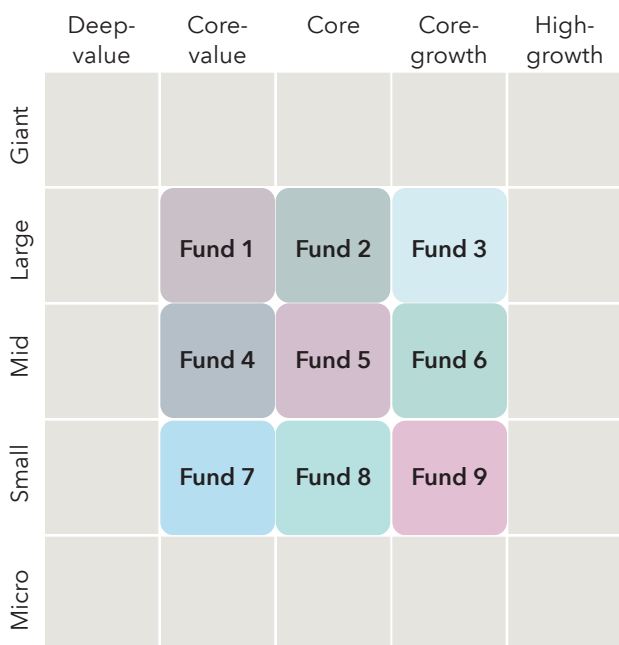 Deep-
value
Core-
value
Core
Core-
growth
High-
growth
Giant
Large
Fund 1
Fund 2
Fund 3
Mid
Fund 4
Fund 5
Fund 6
Small
Fund 7
Fund 8
Fund 9
Micro